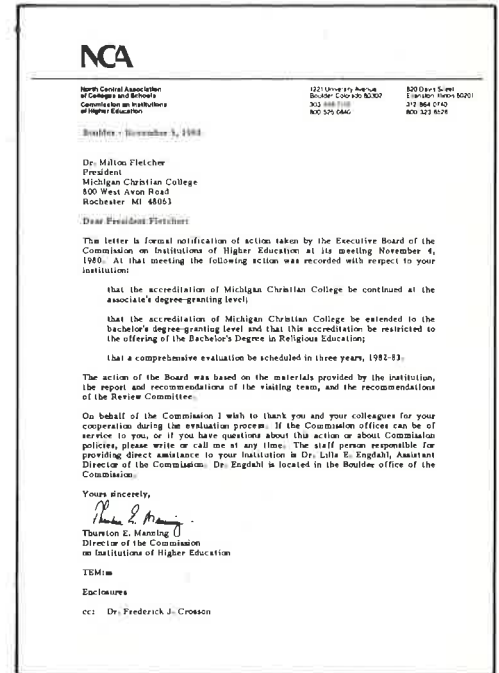 NCA
North Central Association
of Colleges and Schools
Commission on Institutions
of Higher Education
1221 University Avenue
Boulder Colorado 80302
303
800 525 0840
820 Davis Street
Evanston Illinois 60201
312 864 0740
800 323 6528
Boulder - November 5, 1980
Dr. Milton Fletcher
President
Michigan Christian College
800 West Avon Road
Rochester MI 48063
Dear President Fletcher:
This letter is formal notification of action taken by the Executive Board of the
Commission on Institutions of Higher Education at its meeting November 4,
1980. At that meeting the following action was recorded with respect to your
institution:
that the accreditation of Michigan Christian College be continued at the
associate's degree-granting level;
that the accreditation of Michigan Christian College be extended to the
bachelor's degree-granting level and that this accreditation be restricted to
the offering of the Bachelor's Degree in Religious Education;
that a comprehensive evaluation be scheduled in three years, 1982-83.
The action of the Board was based on the materials provided by the institution,
the report and recommendations of the visiting team, and the recommendations
of the Review Committee.
On behalf of the Commission I wish to thank you and your colleagues for your
cooperation during the evaluation process. If the Commission offices can be of
service to you, or if you have questions about this action or about Commission
policies, please write or call me at any time. The staff person responsible for
providing direct assistance to your institution is Dr. Lilla E. Engdahl, Assistant
Director of the Commission. Dr. Engdahl is located in the Boulder office of the
Commission.
Yours sincerely,
Thurston E. Manning
Thurston E. Manning
Director of the Commission
on Institutions of Higher Education
TEM:m
Enclosures
cc: Dr. Frederick J. Crosson